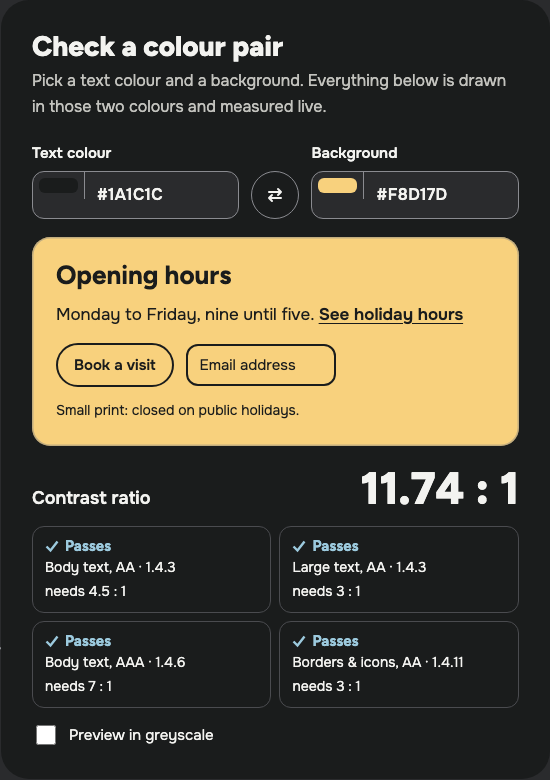 Check a colour pair
Pick a text colour and a background. Everything below is drawn
in those two colours and measured live.
Text colour
Background
#1A1C1C
⇄
#F8D17D
Opening hours
Monday to Friday, nine until five. See holiday hours
Book a visit
Email address
Small print: closed on public holidays.
Contrast ratio
11.74 : 1
✓ Passes
Body text, AA · 1.4.3
needs 4.5 : 1
✓ Passes
Large text, AA · 1.4.3
needs 3 : 1
✓ Passes
Body text, AAA · 1.4.6
needs 7 : 1
✓ Passes
Borders & icons, AA · 1.4.11
needs 3 : 1
Preview in greyscale